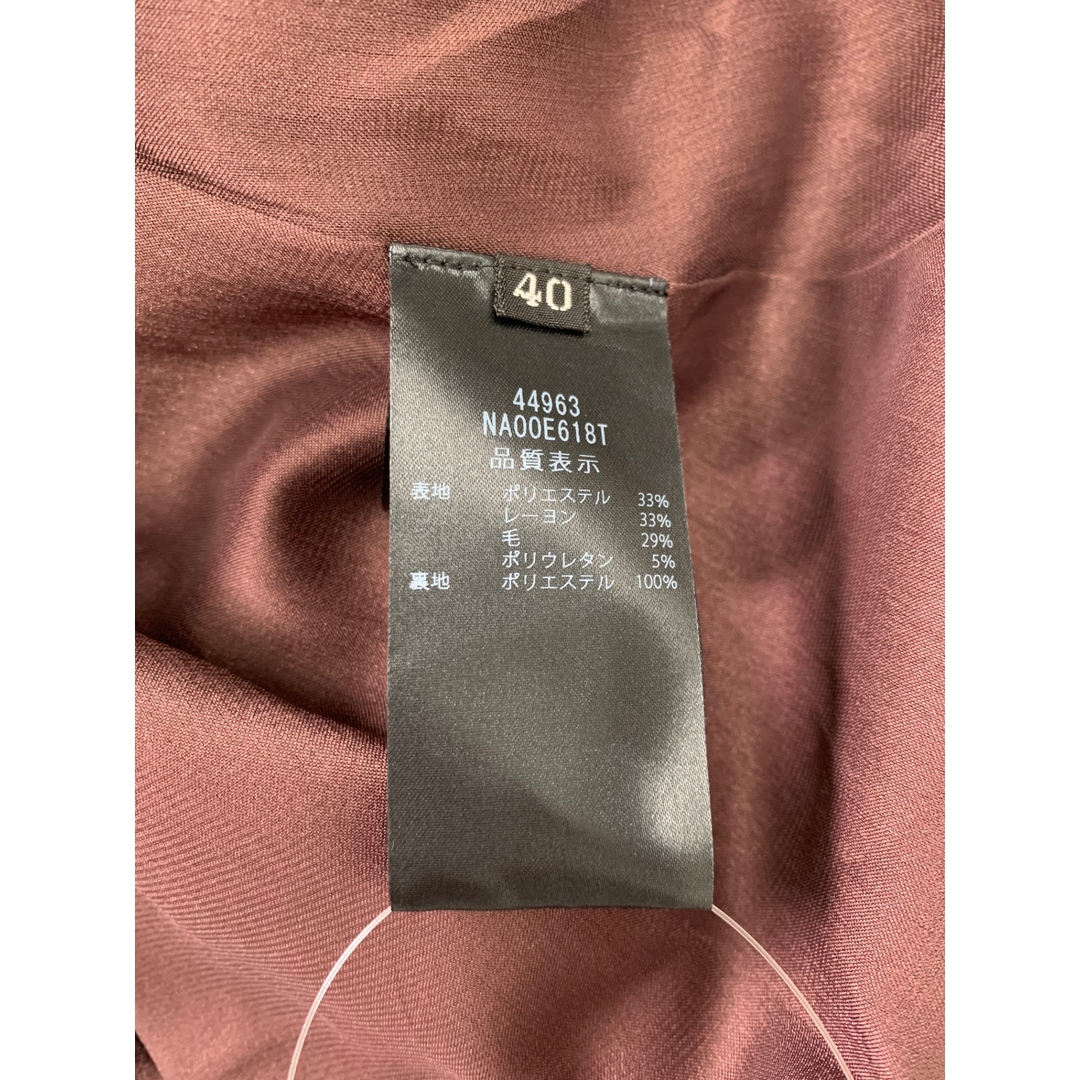 40
44963
NA00E618T
品質表示
表地 ポリエステル 33%
レーヨン 33%
毛 29%
ポリウレタン 5%
裏地 ポリエステル 100%